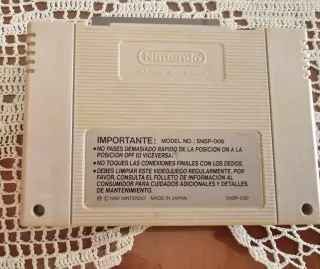 Nintendo
IMPORTANTE: MODEL NO.: SNSP-006
• NO PASES DEMASIADO RAPIDO DE LA POSICION ON A LA
POSICION OFF (O VICEVERSA).
• NO TOQUES LAS CONEXIONES FINALES CON LOS DEDOS.
• DEBES LIMPIAR ESTE VIDEOJUEGO REGULARMENTE, POR
FAVOR, CONSULTA EL FOLLETO DE INFORMACION AL
CONSUMIDOR PARA CUIDADOS ADICIONALES Y DETALLES
DE MANTENIMIENTO.
Ⓜ © 1992 NINTENDO MADE IN JAPAN SNSP-ESP